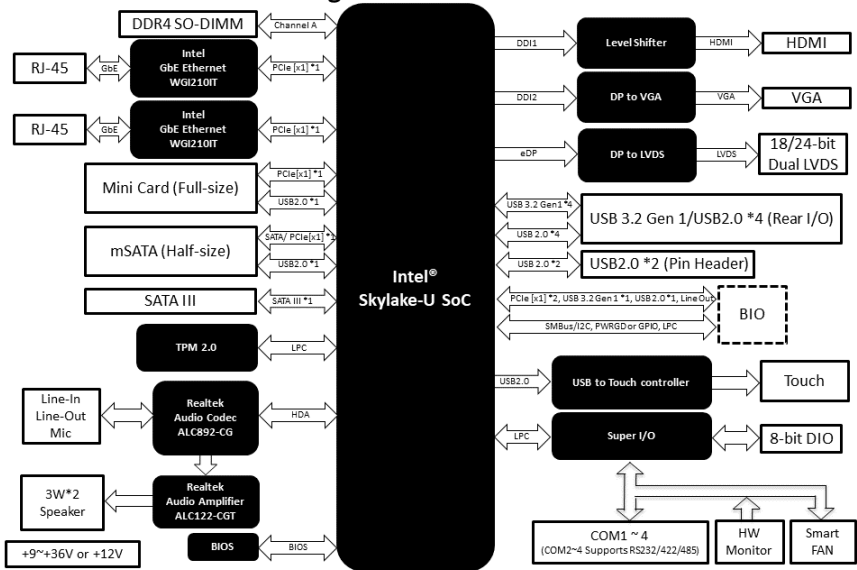 DDR4 SO-DIMM
Channel A
RJ-45
GbE
Intel
GbE Ethernet
WGI210IT
PCIe [x1] *1
RJ-45
GbE
Intel
GbE Ethernet
WGI210IT
PCIe [x1] *1
Mini Card (Full-size)
PCIe[x1] *1
USB2.0 *1
mSATA (Half-size)
SATA/ PCIe[x1] *1
USB2.0 *1
SATA III
SATA III *1
TPM 2.0
LPC
Line-In
Line-Out
Mic
Realtek
Audio Codec
ALC892-CG
HDA
3W*2
Speaker
Realtek
Audio Amplifier
ALC122-CGT
+9~+36V or +12V
BIOS
BIOS
Intel®
Skylake-U SoC
DDI1
Level Shifter
HDMI
HDMI
DDI2
DP to VGA
VGA
VGA
eDP
DP to LVDS
LVDS
18/24-bit
Dual LVDS
USB 3.2 Gen1 *4
USB 2.0 *4
USB 3.2 Gen 1/USB2.0 *4 (Rear I/O)
USB 2.0 *2
USB2.0 *2 (Pin Header)
PCIe [x1] *2, USB 3.2 Gen 1 *1, USB 2.0 *1, Line Out
SMBus/I2C, PWRGD or GPIO, LPC
BIO
USB2.0
USB to Touch controller
Touch
LPC
Super I/O
8-bit DIO
COM1 ~ 4
(COM2~4 Supports RS232/422/485)
HW
Monitor
Smart
FAN